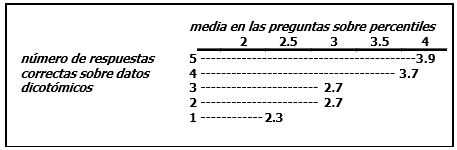 media en las preguntas sobre percentiles
2 2.5 3 3.5 4
número de respuestas 5 ------------------------------------------3.9
correctas sobre datos 4 -------------------------------------- 3.7
dicotómicos 3 ----------------------- 2.7
2 ----------------------- 2.7
1 ------------2.3